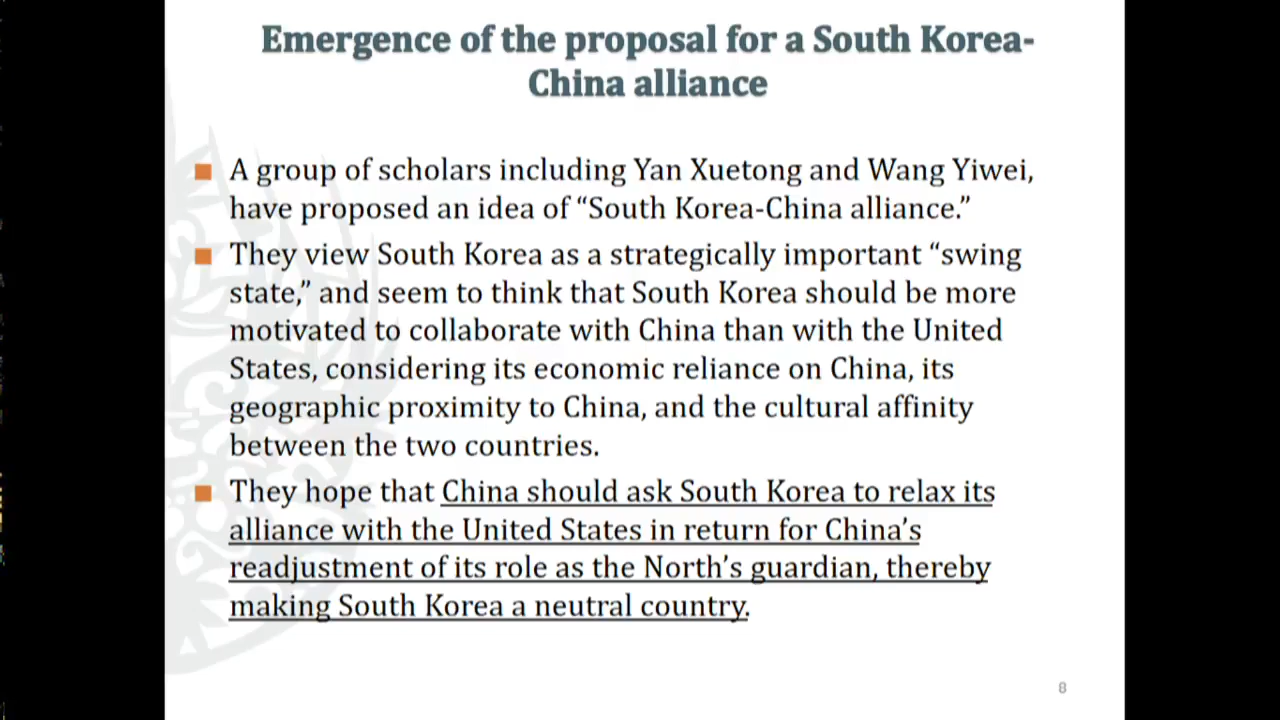 Emergence of the proposal for a South Korea-
China alliance
A group of scholars including Yan Xuetong and Wang Yiwei,
have proposed an idea of “South Korea-China alliance.”
They view South Korea as a strategically important “swing
state,” and seem to think that South Korea should be more
motivated to collaborate with China than with the United
States, considering its economic reliance on China, its
geographic proximity to China, and the cultural affinity
between the two countries.
They hope that China should ask South Korea to relax its
alliance with the United States in return for China’s
readjustment of its role as the North’s guardian, thereby
making South Korea a neutral country.
8